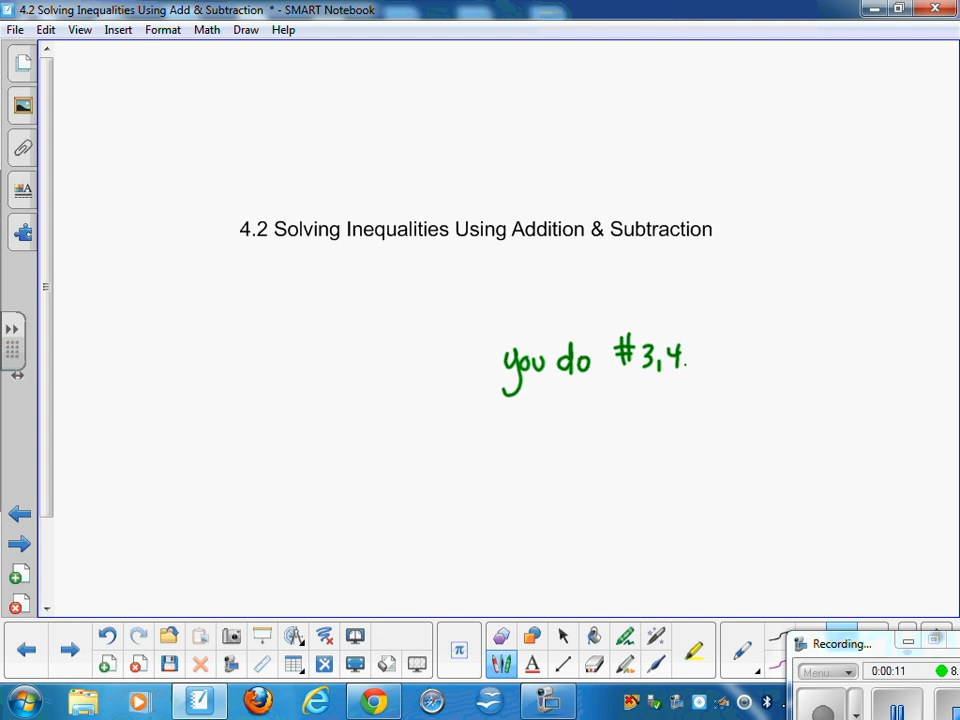 4.2 Solving Inequalities Using Add & Subtraction * - SMART Notebook
File Edit View Insert Format Math Draw Help
4.2 Solving Inequalities Using Addition & Subtraction
you do #3,4.
Recording...
Menu 0:00:11 8.